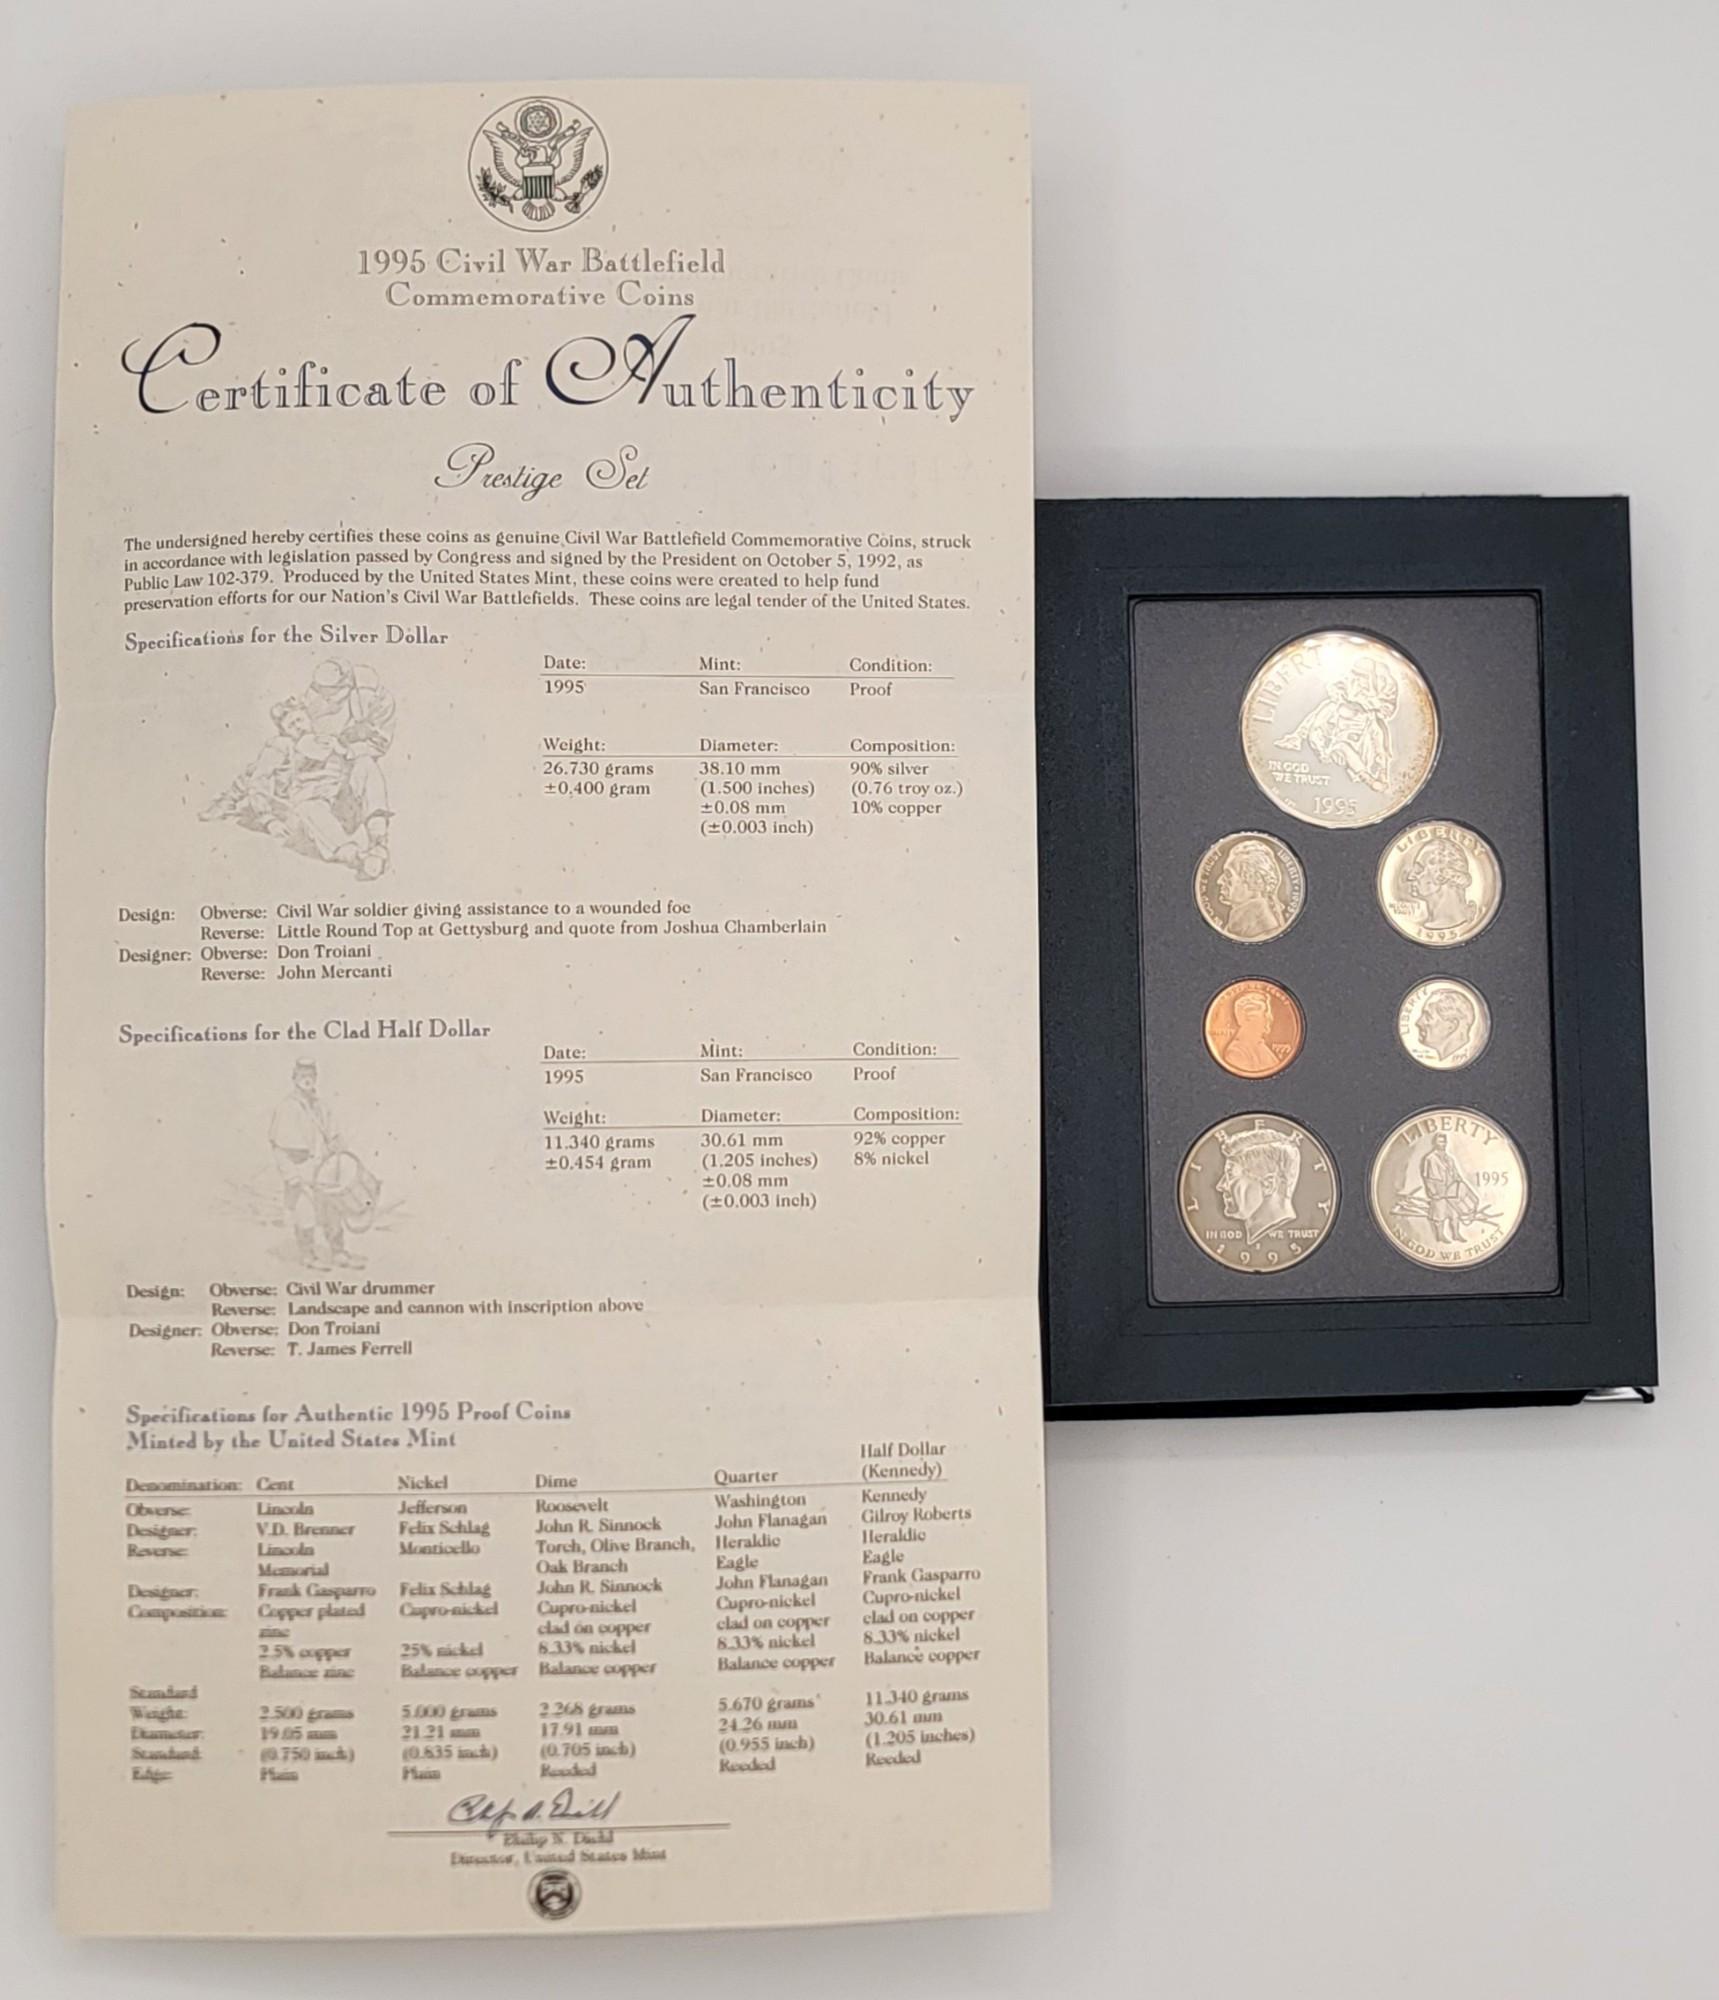 1995 Civil War Battlefield
Commemorative Coins
Certificate of Authenticity
Prestige Set
The undersigned hereby certifies these coins as genuine Civil War Battlefield Commemorative Coins, struck
in accordance with legislation passed by Congress and signed by the President on October 5, 1992, as
Public Law 102-379. Produced by the United States Mint, these coins were created to help fund
preservation efforts for our Nation's Civil War Battlefields. These coins are legal tender of the United States.
Specifications for the Silver Dollar
Date: Mint: Condition:
1995 San Francisco Proof
Weight: Diameter: Composition:
26.730 grams 38.10 mm 90% silver
±0.400 gram (1.500 inches) (0.76 troy oz.)
±0.08 mm 10% copper
(±0.003 inch)
Design: Obverse: Civil War soldier giving assistance to a wounded foe
Reverse: Little Round Top at Gettysburg and quote from Joshua Chamberlain
Designer: Obverse: Don Troiani
Reverse: John Mercanti
Specifications for the Clad Half Dollar
Date: Mint: Condition:
1995 San Francisco Proof
Weight: Diameter: Composition:
11.340 grams 30.61 mm 92% copper
±0.454 gram (1.205 inches) 8% nickel
±0.08 mm
(±0.003 inch)
Design: Obverse: Civil War drummer
Reverse: Landscape and cannon with inscription above
Designer: Obverse: Don Troiani
Reverse: T. James Ferrell
Specifications for Authentic 1995 Proof Coins
Minted by the United States Mint
Half Dollar
Denomination: Cent Nickel Dime Quarter (Kennedy)
Obverse: Lincoln Jefferson Roosevelt Washington Kennedy
Designer: V.D. Brenner Felix Schlag John R. Sinnock John Flanagan Gilroy Roberts
Reverse: Lincoln Monticello Torch, Olive Branch, Heraldic Heraldic
Memorial Oak Branch Eagle Eagle
Designer: Frank Gasparro Felix Schlag John R. Sinnock John Flanagan Frank Gasparro
Composition: Copper plated Cupro-nickel Cupro-nickel Cupro-nickel Cupro-nickel
zinc clad on copper clad on copper clad on copper
2.5% copper 25% nickel 8.33% nickel 8.33% nickel 8.33% nickel
Balance zinc Balance copper Balance copper Balance copper Balance copper
Standard
Weight: 2.500 grams 5.000 grams 2.268 grams 5.670 grams 11.340 grams
Diameter: 19.05 mm 21.21 mm 17.91 mm 24.26 mm 30.61 mm
Standard: (0.750 inch) (0.835 inch) (0.705 inch) (0.955 inch) (1.205 inches)
Edge: Plain Plain Reeded Reeded Reeded
Philip N. Diehl
Director, United States Mint
LIBERTY
IN GOD
WE TRUST
1995
LIBERTY
1995
LIBERTY
LIBERTY
IN GOD WE TRUST
1995
LIBERTY
1995
IN GOD WE TRUST